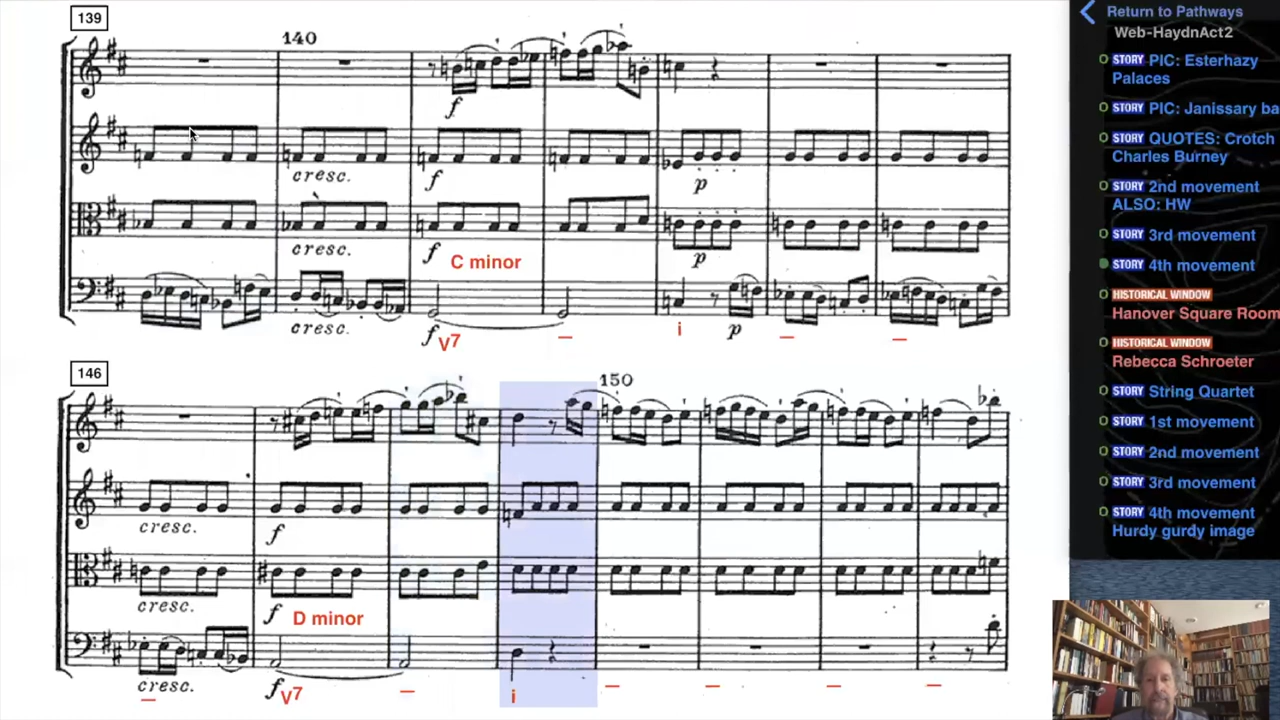 139
140
f
cresc.
f
p
cresc.
f
C minor
p
cresc.
f
V7
–
i
p
–
–
146
150
cresc.
f
cresc.
f
D minor
cresc.
–
f
V7
–
i
–
–
–
–
Return to Pathways
Web-HaydnAct2
STORY PIC: Esterhazy
Palaces
STORY PIC: Janissary ba
STORY QUOTES: Crotch
Charles Burney
STORY 2nd movement
ALSO: HW
STORY 3rd movement
STORY 4th movement
HISTORICAL WINDOW
Hanover Square Room
HISTORICAL WINDOW
Rebecca Schroeter
STORY String Quartet
STORY 1st movement
STORY 2nd movement
STORY 3rd movement
STORY 4th movement
Hurdy gurdy image